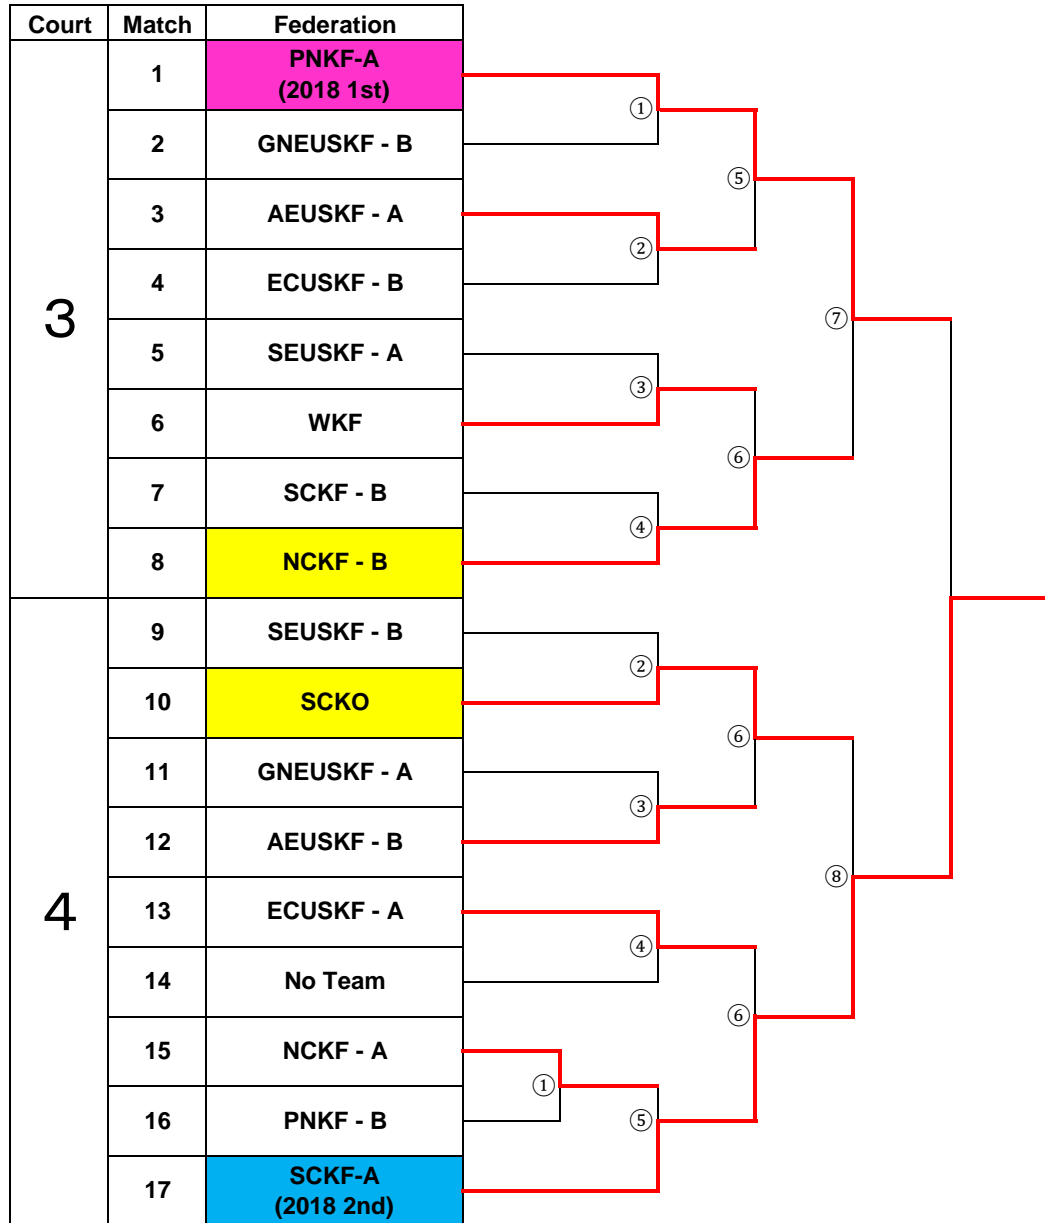 Court Match Federation
3
1 PNKF-A
(2018 1st)
①
2 GNEUSKF - B
⑤
3 AEUSKF - A
②
4 ECUSKF - B
⑦
5 SEUSKF - A
③
6 WKF
⑥
7 SCKF - B
④
8 NCKF - B
4
9 SEUSKF - B
②
10 SCKO
⑥
11 GNEUSKF - A
③
12 AEUSKF - B
⑧
13 ECUSKF - A
④
14 No Team
⑥
15 NCKF - A
①
16 PNKF - B
⑤
17 SCKF-A
(2018 2nd)